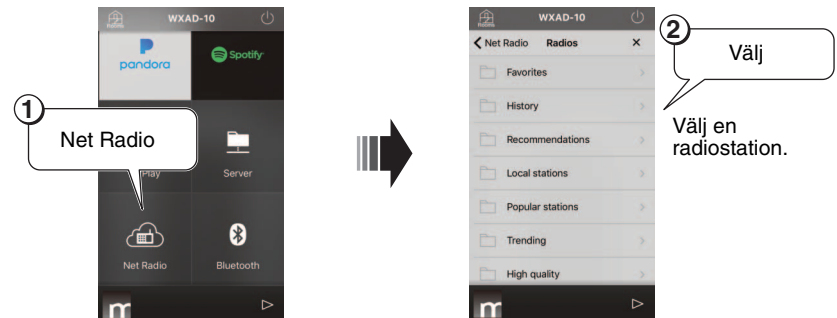 WXAD-10
pandora
Spotify
1
Net Radio
Play
Server
Net Radio
Bluetooth
m
WXAD-10
Net Radio
Radios
Favorites
History
Recommendations
Local stations
Popular stations
Trending
High quality
m
2
Välj
Välj en
radiostation.